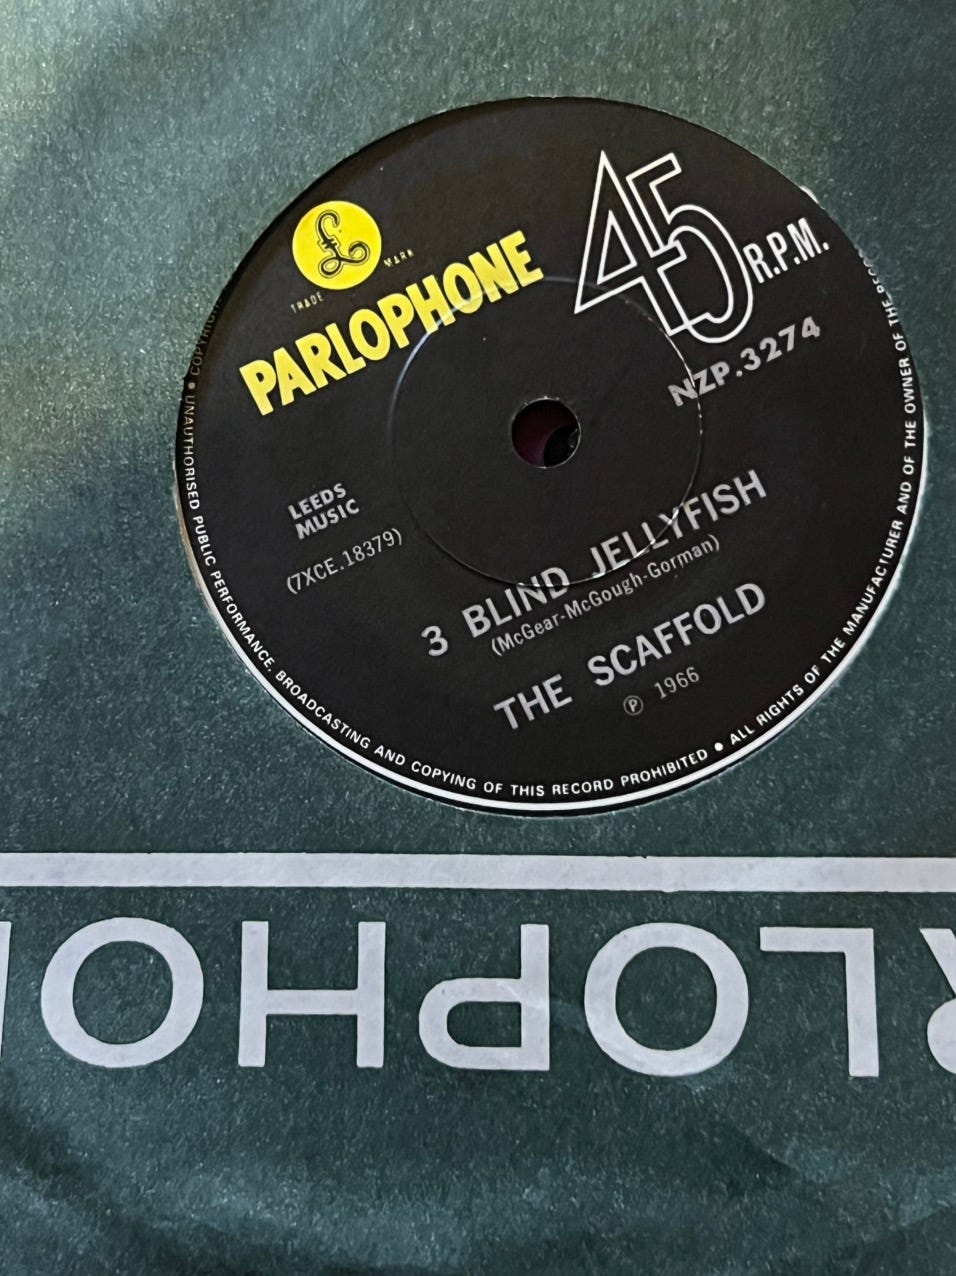 £
TRADE MARK
PARLOPHONE
45 R.P.M.
NZP.3274
LEEDS
MUSIC
(7XCE.18379)
3 BLIND JELLYFISH
(McGear-McGough-Gorman)
THE SCAFFOLD
℗ 1966
ALL RIGHTS OF THE MANUFACTURER AND OF THE OWNER OF THE
● UNAUTHORISED PUBLIC PERFORMANCE, BROADCASTING AND COPYING OF THIS RECORD PROHIBITED ●
RLOPHO